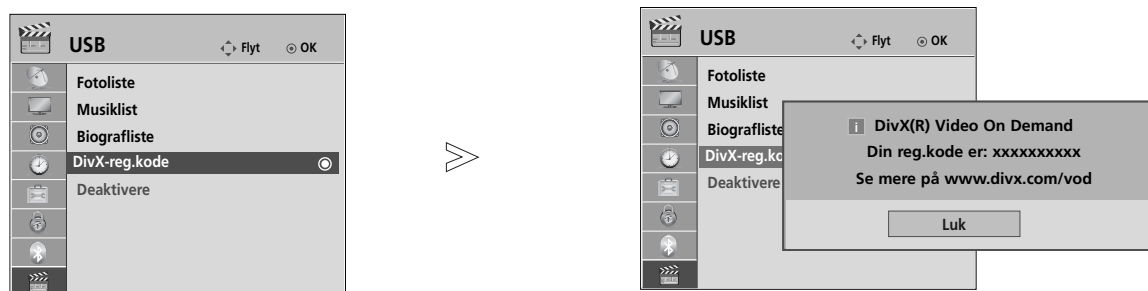 USB
Flyt
OK
Fotoliste
Musiklist
Biografliste
DivX-reg.kode
Deaktivere
USB
Flyt
OK
Fotoliste
Musiklist
Biografliste
DivX-reg.ko
Deaktivere
i DivX(R) Video On Demand
Din reg.kode er: xxxxxxxxxx
Se mere på www.divx.com/vod
Luk